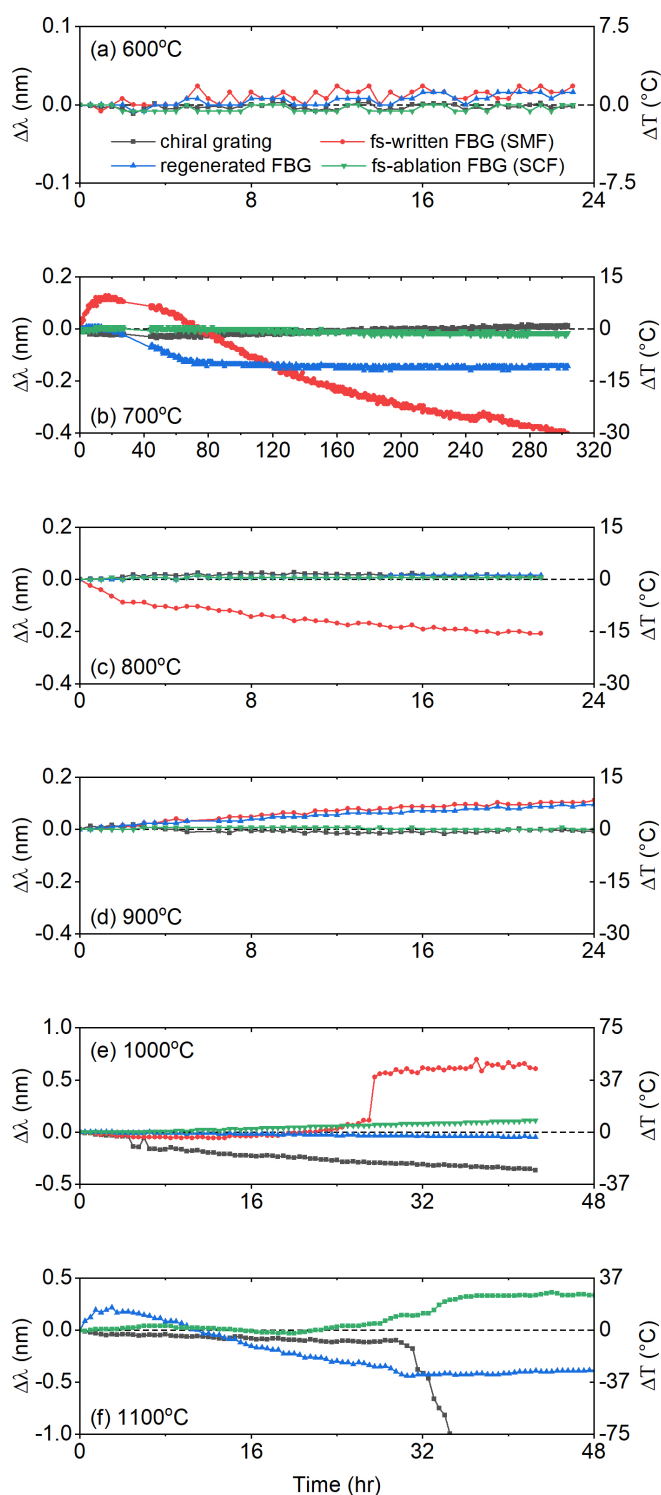 0.1
7.5
(a) 600°C
Δλ (nm)
0.0
0.0
ΔT (°C)
chiral grating
fs-written FBG (SMF)
regenerated FBG
fs-ablation FBG (SCF)
-0.1
-7.5
0 8 16 24
0.2
15
Δλ (nm)
0.0
0
ΔT (°C)
-0.2
-15
(b) 700°C
-0.4
-30
0 40 80 120 160 200 240 280 320
0.2
15
Δλ (nm)
0.0
0
ΔT (°C)
-0.2
-15
(c) 800°C
-0.4
-30
0 8 16 24
0.2
15
Δλ (nm)
0.0
0
ΔT (°C)
-0.2
-15
(d) 900°C
-0.4
-30
0 8 16 24
1.0
75
(e) 1000°C
Δλ (nm)
0.5
37
ΔT (°C)
0.0
0
-0.5
-37
0 16 32 48
0.5
37
Δλ (nm)
0.0
0
ΔT (°C)
-0.5
-37
(f) 1100°C
-1.0
-75
0 16 32 48
Time (hr)